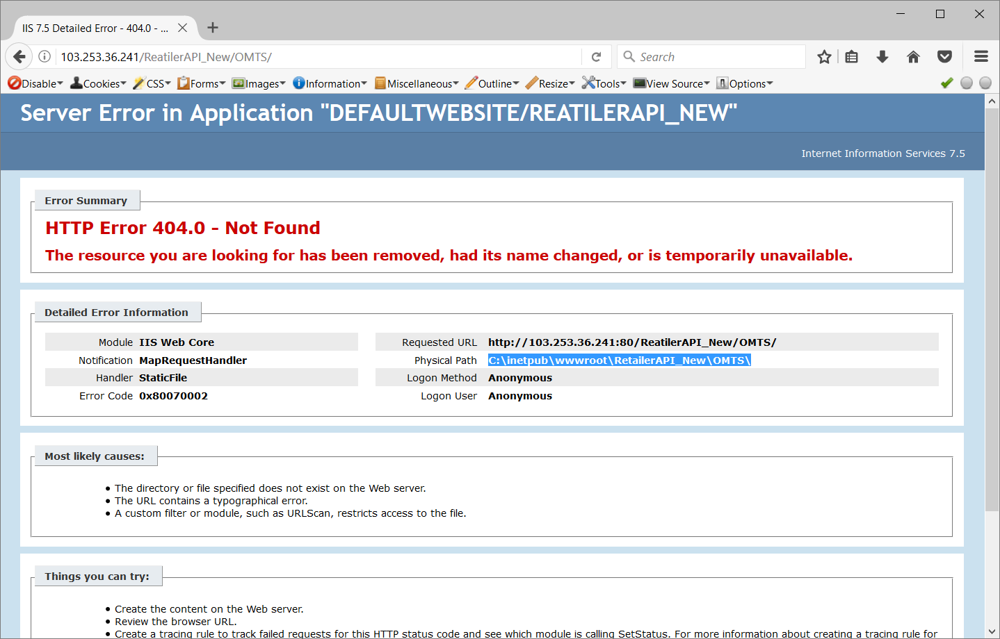 IIS 7.5 Detailed Error - 404.0 - ...
103.253.36.241/ReatilerAPI_New/OMTS/
Search
Disable Cookies CSS Forms Images Information Miscellaneous Outline Resize Tools View Source Options
Server Error in Application "DEFAULTWEBSITE/REATILERAPI_NEW"
Internet Information Services 7.5
Error Summary
HTTP Error 404.0 - Not Found
The resource you are looking for has been removed, had its name changed, or is temporarily unavailable.
Detailed Error Information
Module IIS Web Core
Notification MapRequestHandler
Handler StaticFile
Error Code 0x80070002
Requested URL http://103.253.36.241:80/ReatilerAPI_New/OMTS/
Physical Path C:\inetpub\wwwroot\RetailerAPI_New\OMTS\
Logon Method Anonymous
Logon User Anonymous
Most likely causes:
• The directory or file specified does not exist on the Web server.
• The URL contains a typographical error.
• A custom filter or module, such as URLScan, restricts access to the file.
Things you can try:
• Create the content on the Web server.
• Review the browser URL.
• Create a tracing rule to track failed requests for this HTTP status code and see which module is calling SetStatus. For more information about creating a tracing rule for